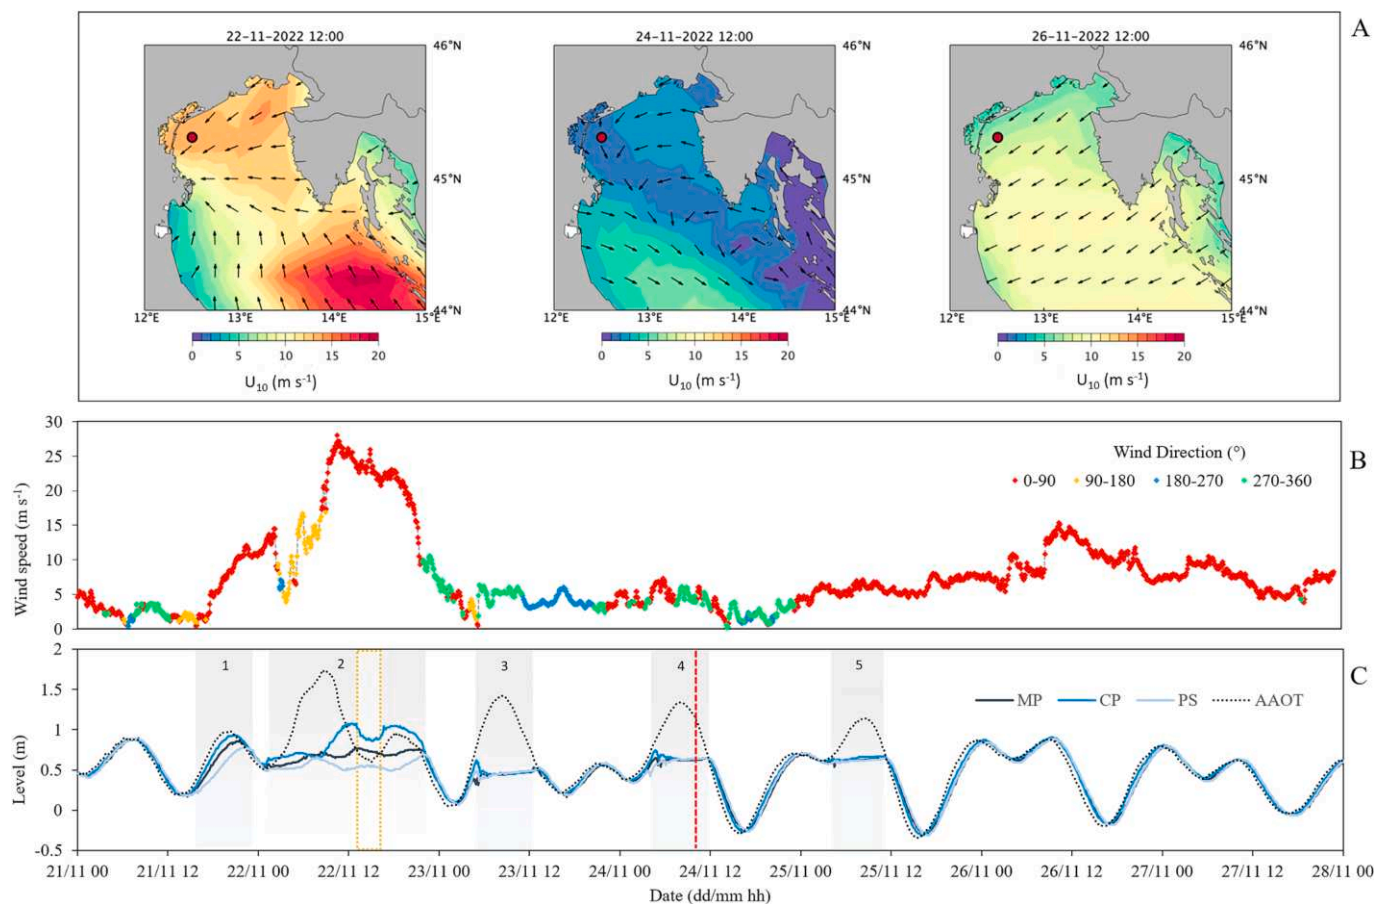 A
22-11-2022 12:00
24-11-2022 12:00
26-11-2022 12:00
46°N
46°N
46°N
45°N
45°N
45°N
44°N
44°N
44°N
12°E 13°E 14°E 15°E
12°E 13°E 14°E 15°E
12°E 13°E 14°E 15°E
0 5 10 15 20
0 5 10 15 20
0 5 10 15 20
U10 (m s-1)
U10 (m s-1)
U10 (m s-1)
B
Wind speed (m s-1)
30
25
20
15
10
5
0
Wind Direction (°)
0-90 90-180 180-270 270-360
C
Level (m)
2
1.5
1
0.5
0
-0.5
1 2 3 4 5
MP CP PS AAOT
21/11 00 21/11 12 22/11 00 22/11 12 23/11 00 23/11 12 24/11 00 24/11 12 25/11 00 25/11 12 26/11 00 26/11 12 27/11 00 27/11 12 28/11 00
Date (dd/mm hh)